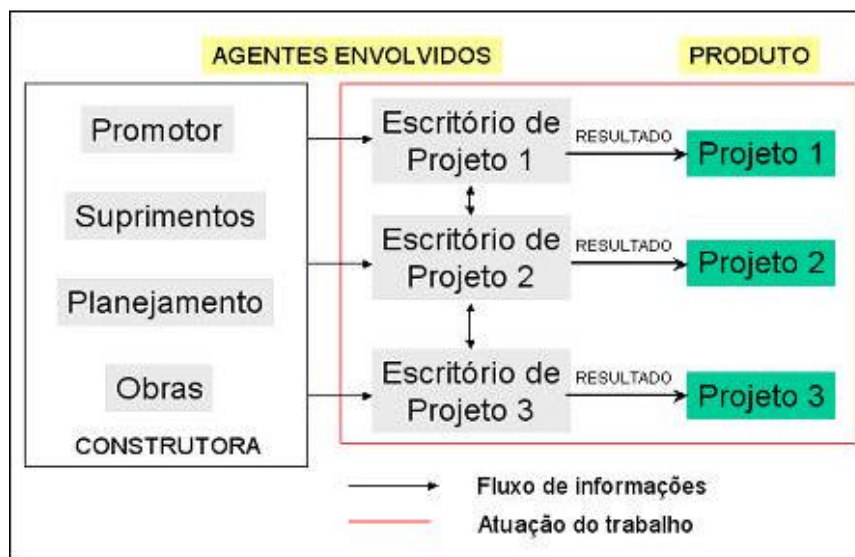 AGENTES ENVOLVIDOS
PRODUTO
Promotor
Suprimentos
Planejamento
Obras
CONSTRUTORA
Escritório de
Projeto 1
RESULTADO
Projeto 1
Escritório de
Projeto 2
RESULTADO
Projeto 2
Escritório de
Projeto 3
RESULTADO
Projeto 3
Fluxo de informações
Atuação do trabalho